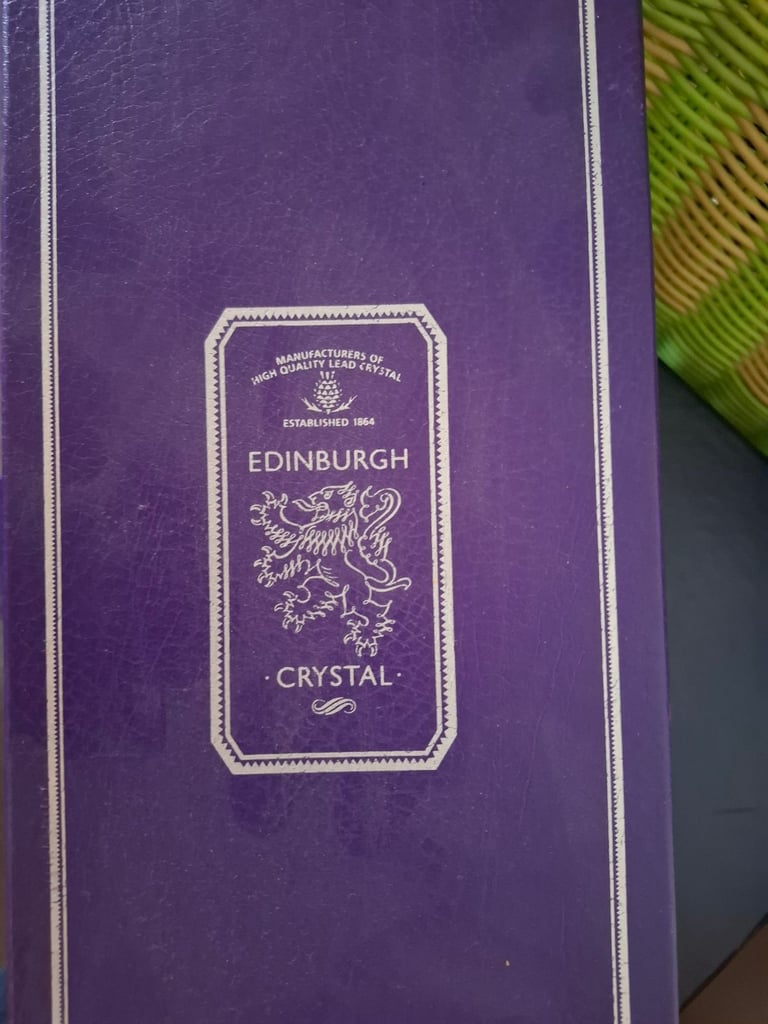 MANUFACTURERS OF
HIGH QUALITY LEAD CRYSTAL
ESTABLISHED 1864
EDINBURGH
· CRYSTAL ·